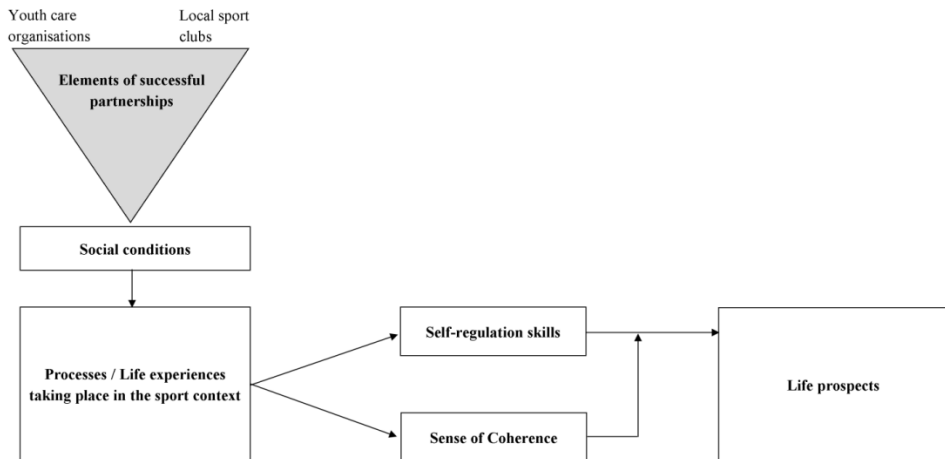 Youth care
organisations
Local sport
clubs
Elements of successful
partnerships
Social conditions
Processes / Life experiences
taking place in the sport context
Self-regulation skills
Sense of Coherence
Life prospects